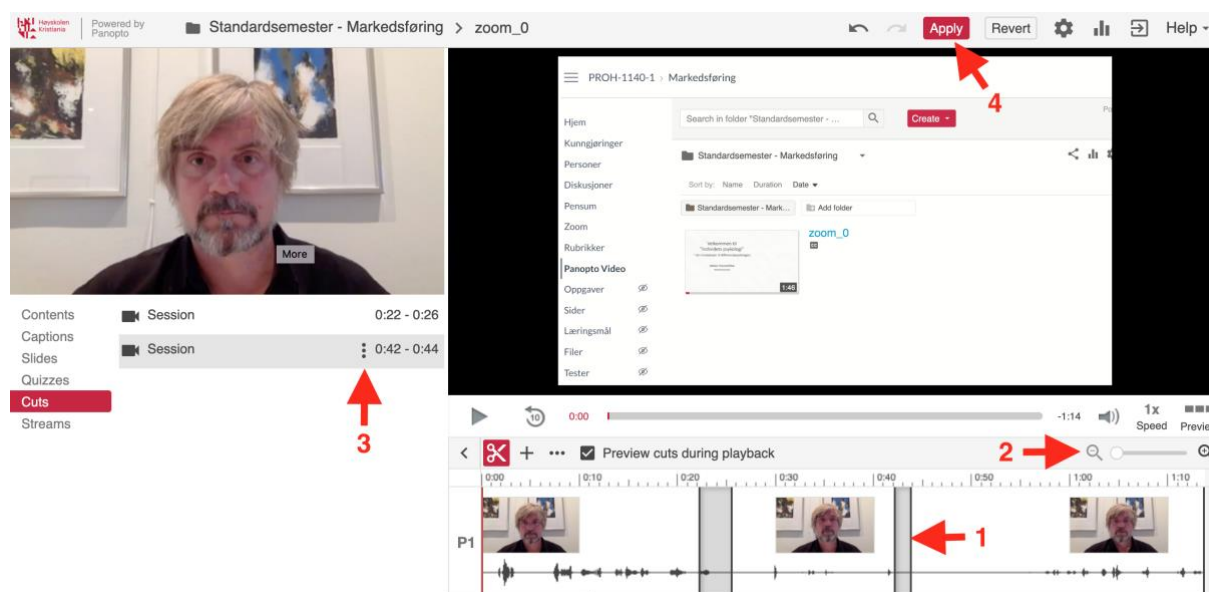 Høyskolen
Kristiania
Powered by
Panopto
Standardsemester - Markedsføring > zoom_0
Apply
Revert
Help
4
PROH-1140-1 > Markedsføring
Search in folder "Standardsemester - ...
Create
Hjem
Kunngjøringer
Personer
Diskusjoner
Pensum
Zoom
Rubrikker
Panopto Video
Oppgaver
Sider
Læringsmål
Filer
Tester
Standardsemester - Markedsføring
Sort by: Name Duration Date
Standardsemester - Mark...
Add folder
zoom_0
1:46
More
Contents
Captions
Slides
Quizzes
Cuts
Streams
Session 0:22 - 0:26
Session 0:42 - 0:44
3
10
0:00
-1:14
1x
Speed
Previe
Preview cuts during playback
2
0:00 0:10 0:20 0:30 0:40 0:50 1:00 1:10
P1
1